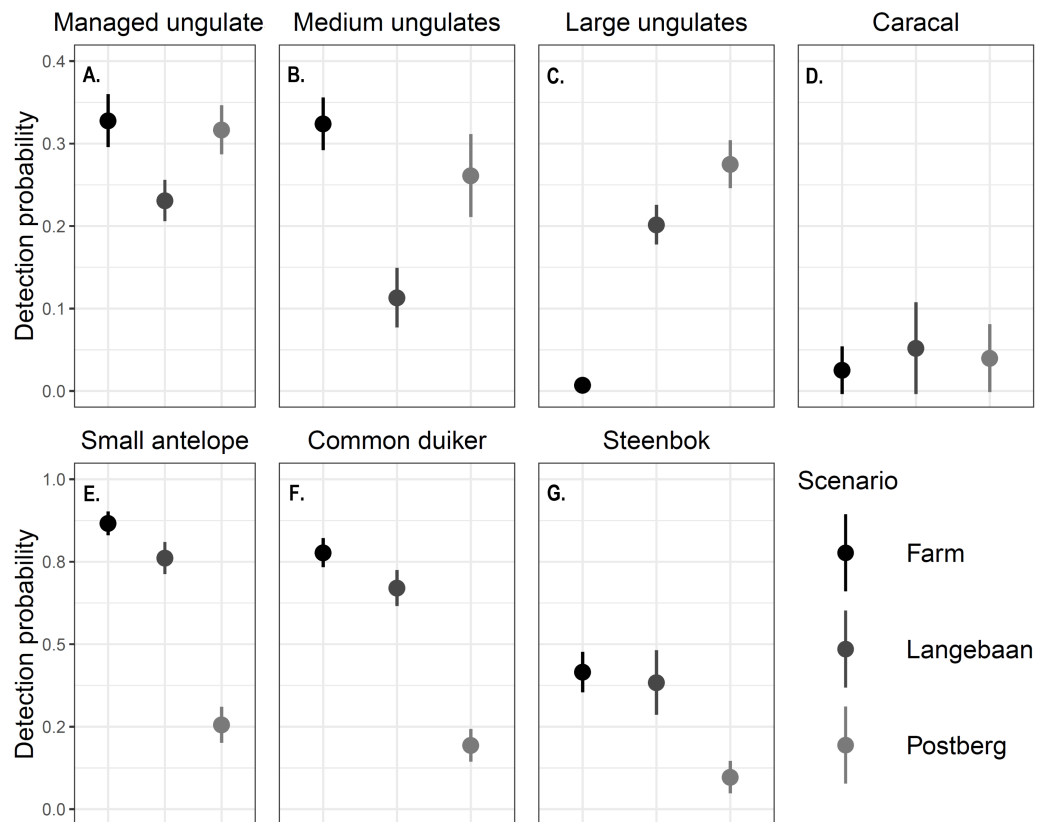 Managed ungulate Medium ungulates Large ungulates Caracal
A. B. C. D.
Detection probability
0.4
0.3
0.2
0.1
0.0
Small antelope Common duiker Steenbok
E. F. G.
Detection probability
1.0
0.8
0.5
0.2
0.0
Scenario
Farm
Langebaan
Postberg